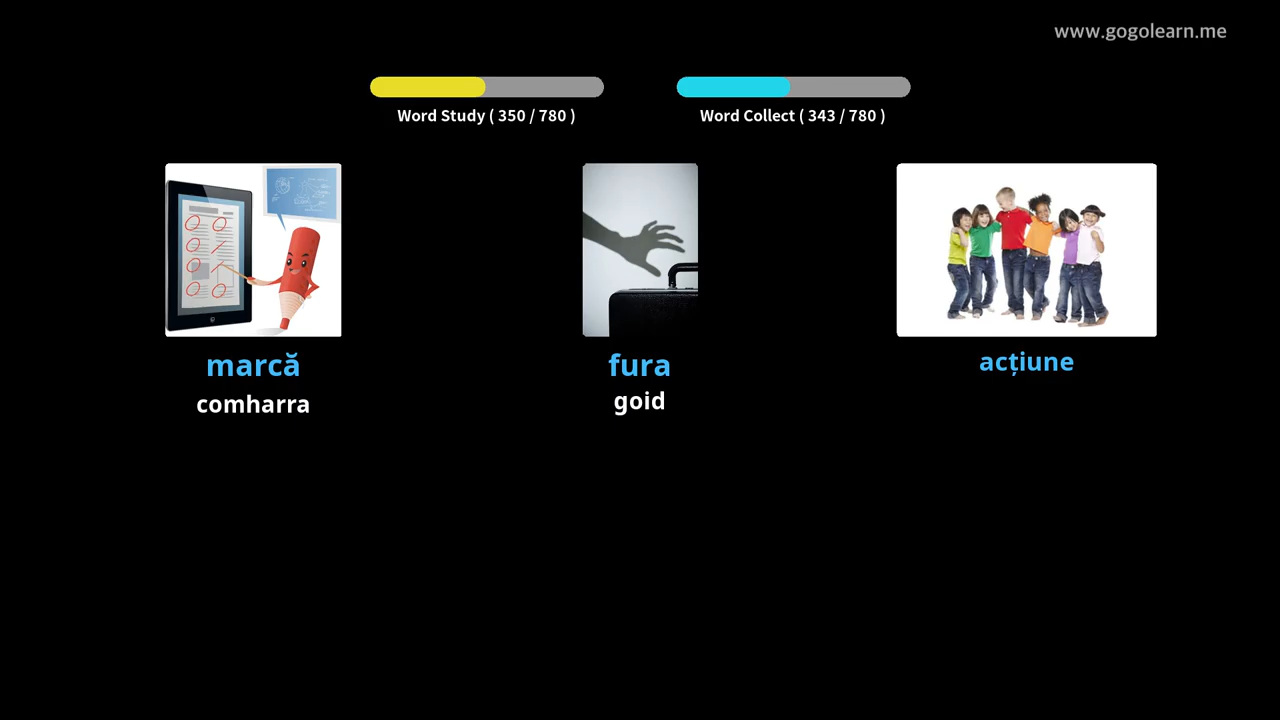 www.gogolearn.me
Word Study ( 350 / 780 )
Word Collect ( 343 / 780 )
marcă
fura
acțiune
comharra
goid